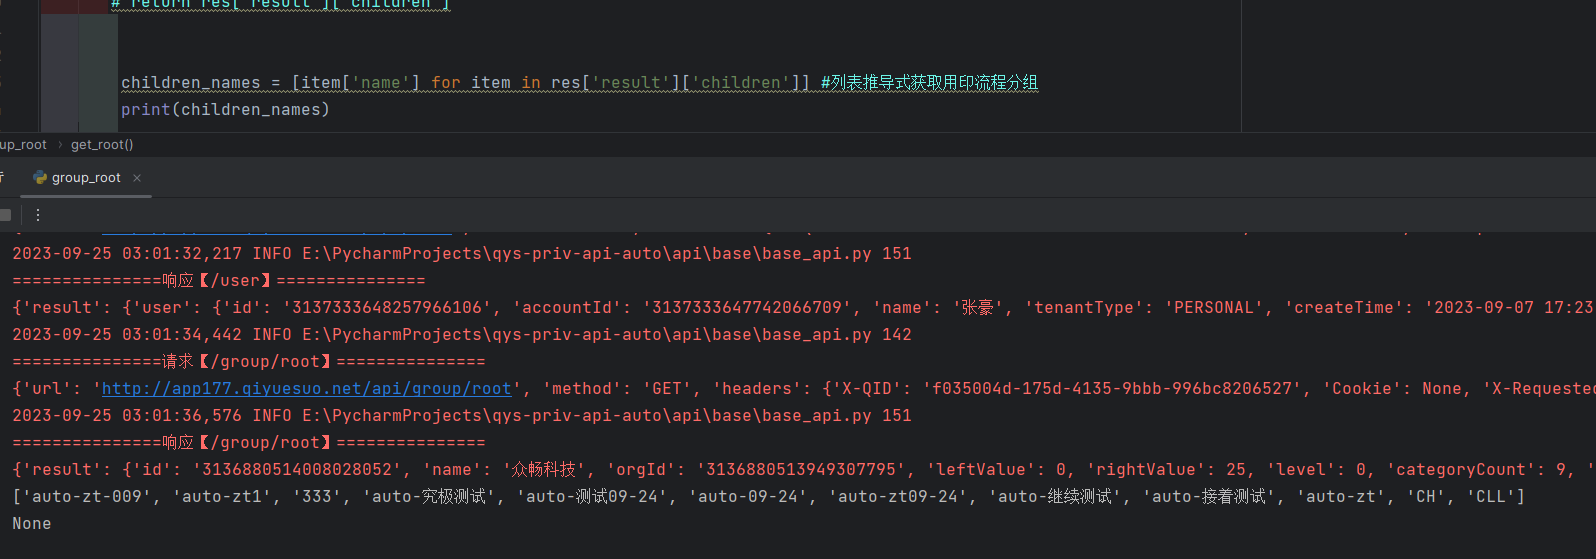 # return res['result']['children']
children_names = [item['name'] for item in res['result']['children']] #列表推导式获取用印流程分组
print(children_names)
up_root › get_root()
group_root ×
2023-09-25 03:01:32,217 INFO E:\PycharmProjects\qys-priv-api-auto\api\base\base_api.py 151
===============响应【/user】===============
{'result': {'user': {'id': '3137333648257966106', 'accountId': '3137333647742066709', 'name': '张豪', 'tenantType': 'PERSONAL', 'createTime': '2023-09-07 17:23
2023-09-25 03:01:34,442 INFO E:\PycharmProjects\qys-priv-api-auto\api\base\base_api.py 142
===============请求【/group/root】===============
{'url': 'http://app177.qiyuesuo.net/api/group/root', 'method': 'GET', 'headers': {'X-QID': 'f035004d-175d-4135-9bbb-996bc8206527', 'Cookie': None, 'X-Requested
2023-09-25 03:01:36,576 INFO E:\PycharmProjects\qys-priv-api-auto\api\base\base_api.py 151
===============响应【/group/root】===============
{'result': {'id': '3136880514008028052', 'name': '众畅科技', 'orgId': '3136880513949307795', 'leftValue': 0, 'rightValue': 25, 'level': 0, 'categoryCount': 9, '
['auto-zt-009', 'auto-zt1', '333', 'auto-究极测试', 'auto-测试09-24', 'auto-09-24', 'auto-zt09-24', 'auto-继续测试', 'auto-接着测试', 'auto-zt', 'CH', 'CLL']
None